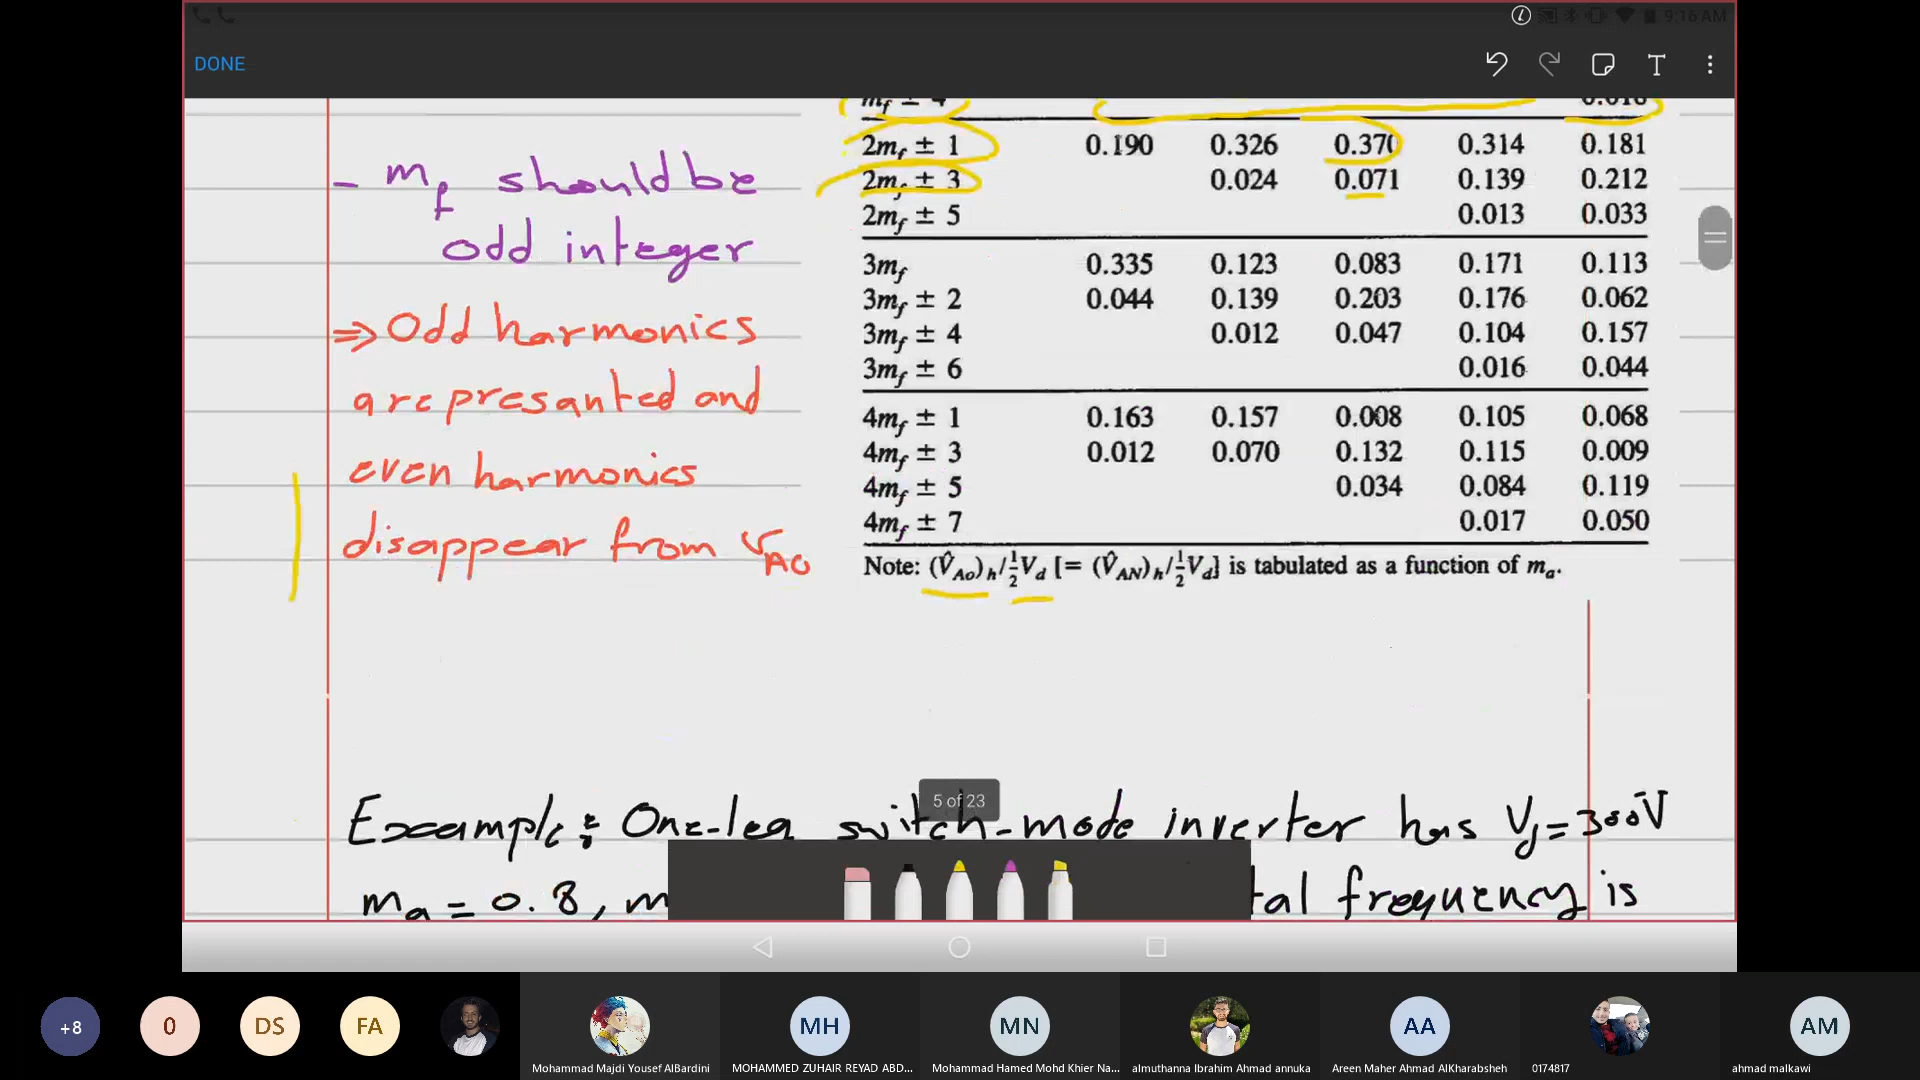 9:16 AM
DONE
- mf should be
odd integer
⇒ Odd harmonics
are presanted and
even harmonics
disappear from vAO
mf ± 4 0.016
2mf ± 1 0.190 0.326 0.370 0.314 0.181
2mf ± 3 0.024 0.071 0.139 0.212
2mf ± 5 0.013 0.033
3mf 0.335 0.123 0.083 0.171 0.113
3mf ± 2 0.044 0.139 0.203 0.176 0.062
3mf ± 4 0.012 0.047 0.104 0.157
3mf ± 6 0.016 0.044
4mf ± 1 0.163 0.157 0.008 0.105 0.068
4mf ± 3 0.012 0.070 0.132 0.115 0.009
4mf ± 5 0.034 0.084 0.119
4mf ± 7 0.017 0.050
Note: (V̂Ao)h/½Vd [= (V̂AN)h/½Vd] is tabulated as a function of ma.
5 of 23
Example: One-leg switch-mode inverter has Vd = 300V
ma = 0.8, m tal frequency is
+8
0
DS
FA
MH
MN
AA
AM
Mohammad Majdi Yousef AlBardini
MOHAMMED ZUHAIR REYAD ABD...
Mohammad Hamed Mohd Khier Na...
almuthanna Ibrahim Ahmad annuka
Areen Maher Ahmad AlKharabsheh
0174817
ahmad malkawi